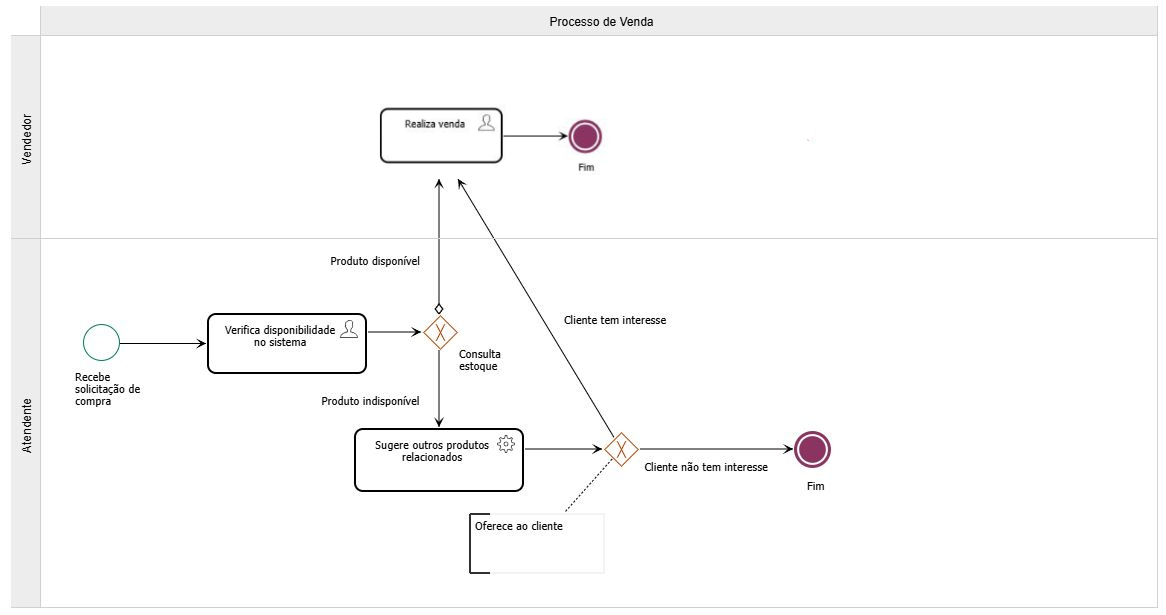 Processo de Venda
Vendedor
Realiza venda
Fim
Produto disponível
Cliente tem interesse
Verifica disponibilidade
no sistema
Consulta
estoque
Recebe
solicitação de
compra
Atendente
Produto indisponível
Sugere outros produtos
relacionados
Cliente não tem interesse
Fim
Oferece ao cliente